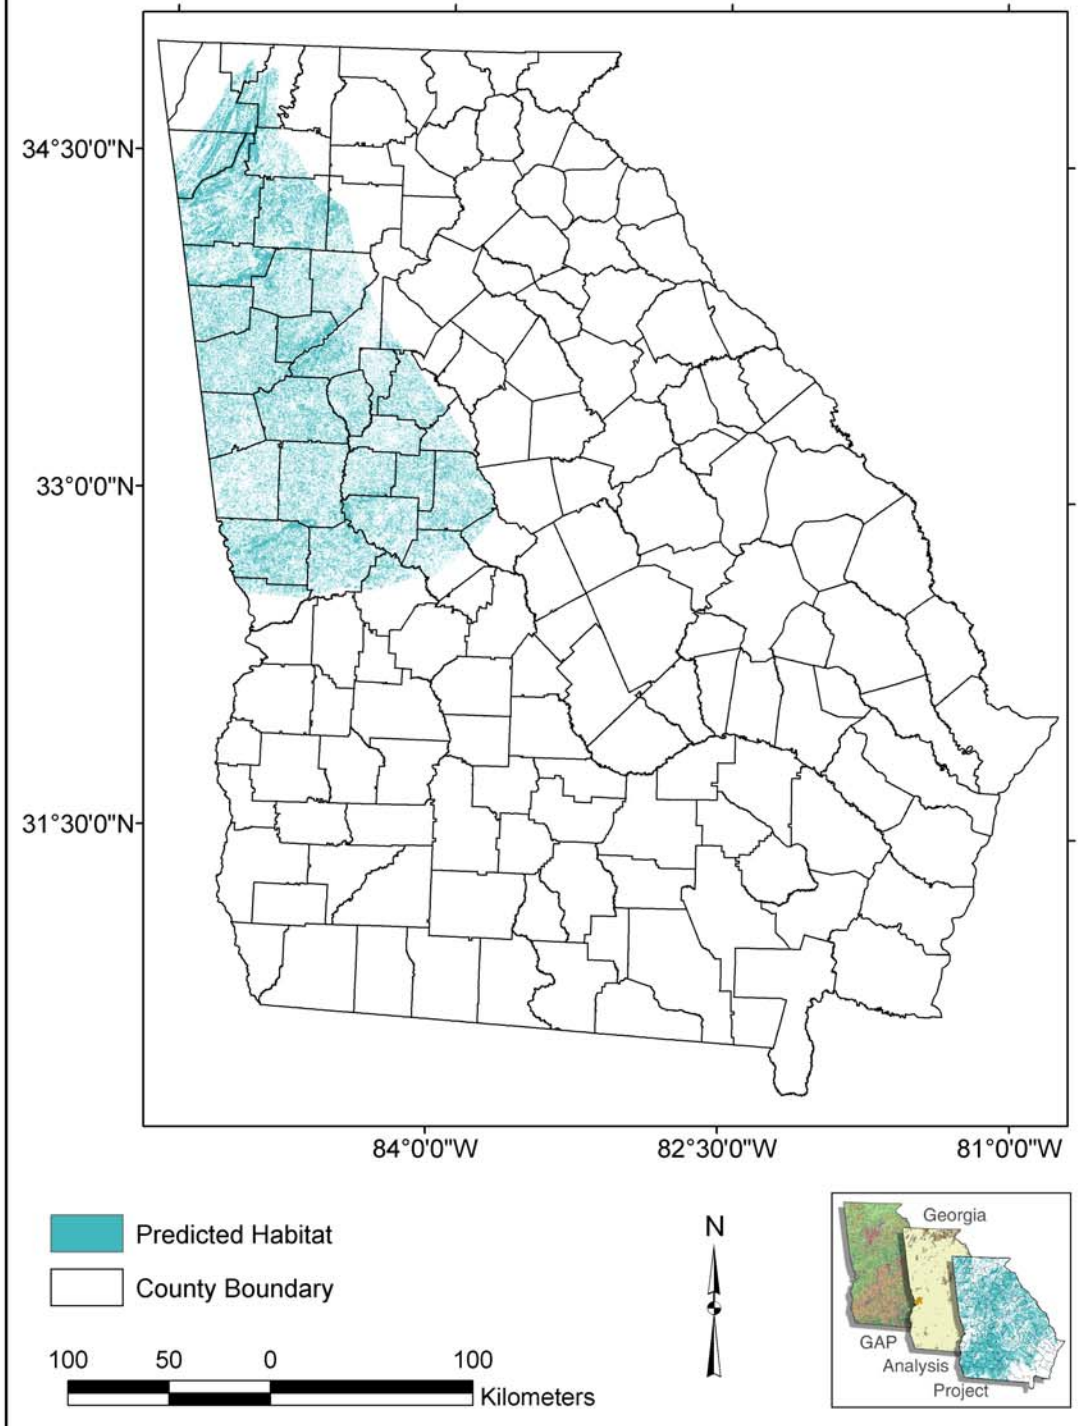 34°30'0"N
33°0'0"N
31°30'0"N
84°0'0"W 82°30'0"W 81°0'0"W
Predicted Habitat
County Boundary
100 50 0 100
Kilometers
N
Georgia
GAP
Analysis
Project